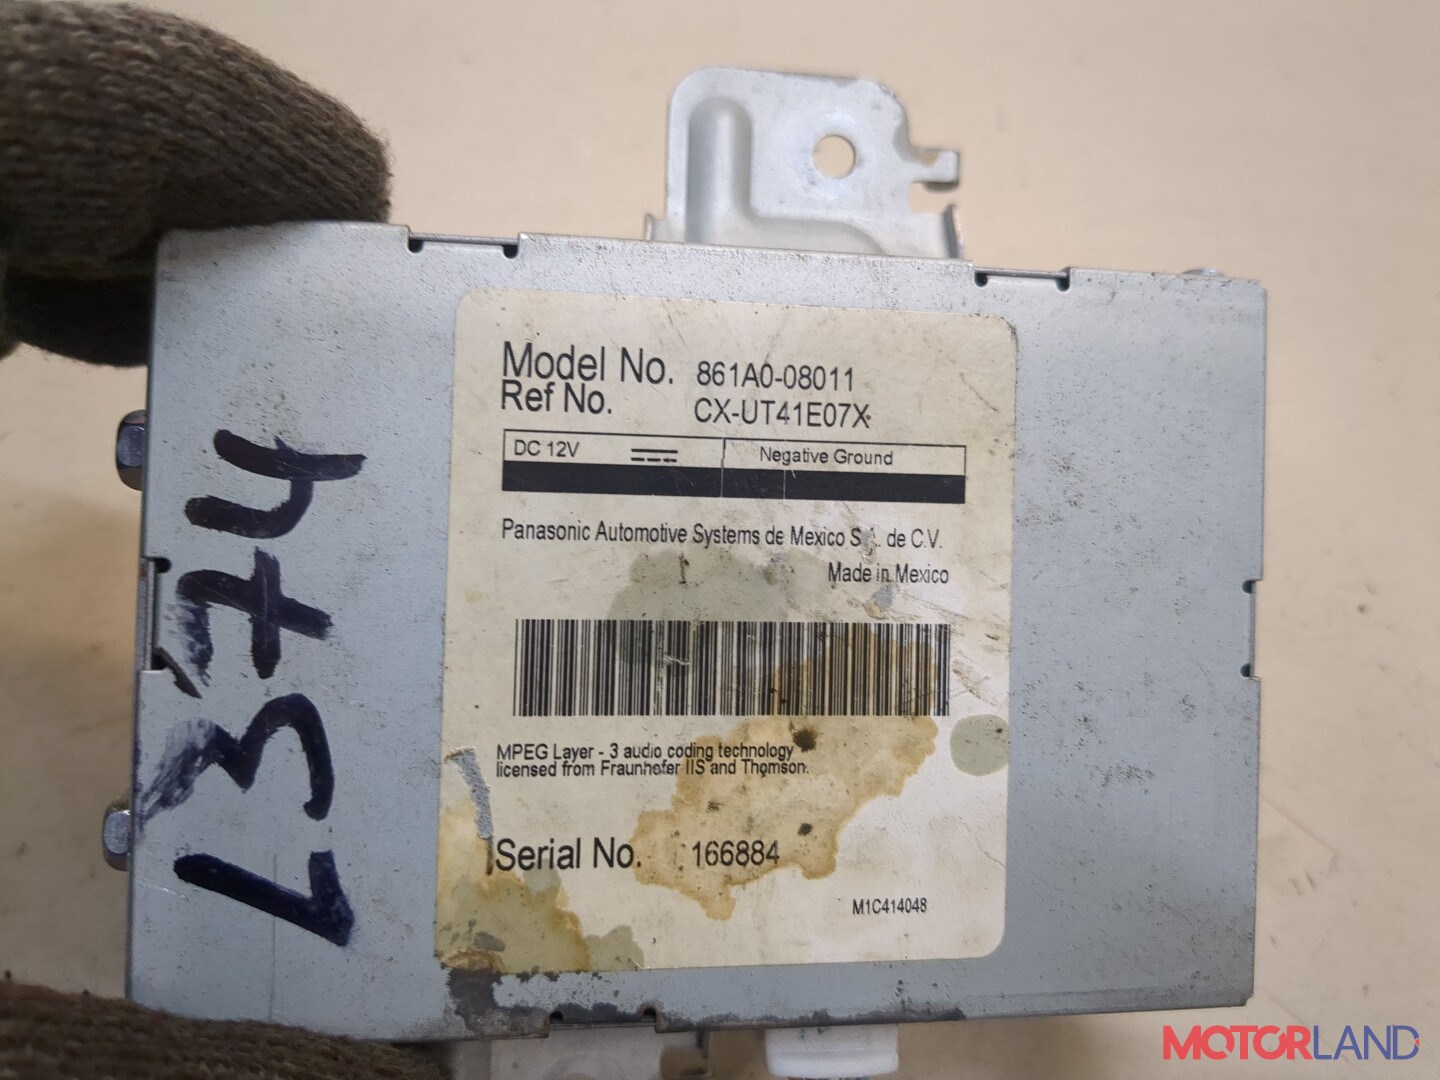 Model No. 861A0-08011
Ref No. CX-UT41E07X
DC 12V Negative Ground
Panasonic Automotive Systems de Mexico S.A. de C.V.
Made in Mexico
MPEG Layer - 3 audio coding technology
licensed from Fraunhofer IIS and Thomson.
Serial No. 166884
M1C414048
L374
MOTORLAND